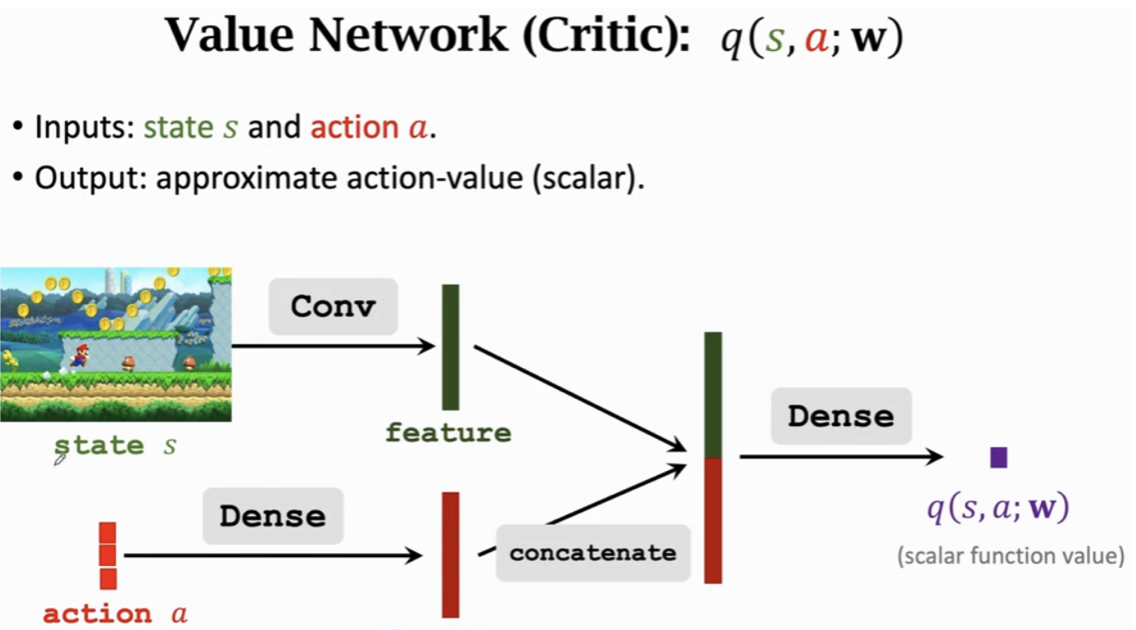 Value Network (Critic): q(s, a; w)
• Inputs: state s and action a.
• Output: approximate action-value (scalar).
Conv
feature
state s
Dense
action a
concatenate
Dense
q(s, a; w)
(scalar function value)